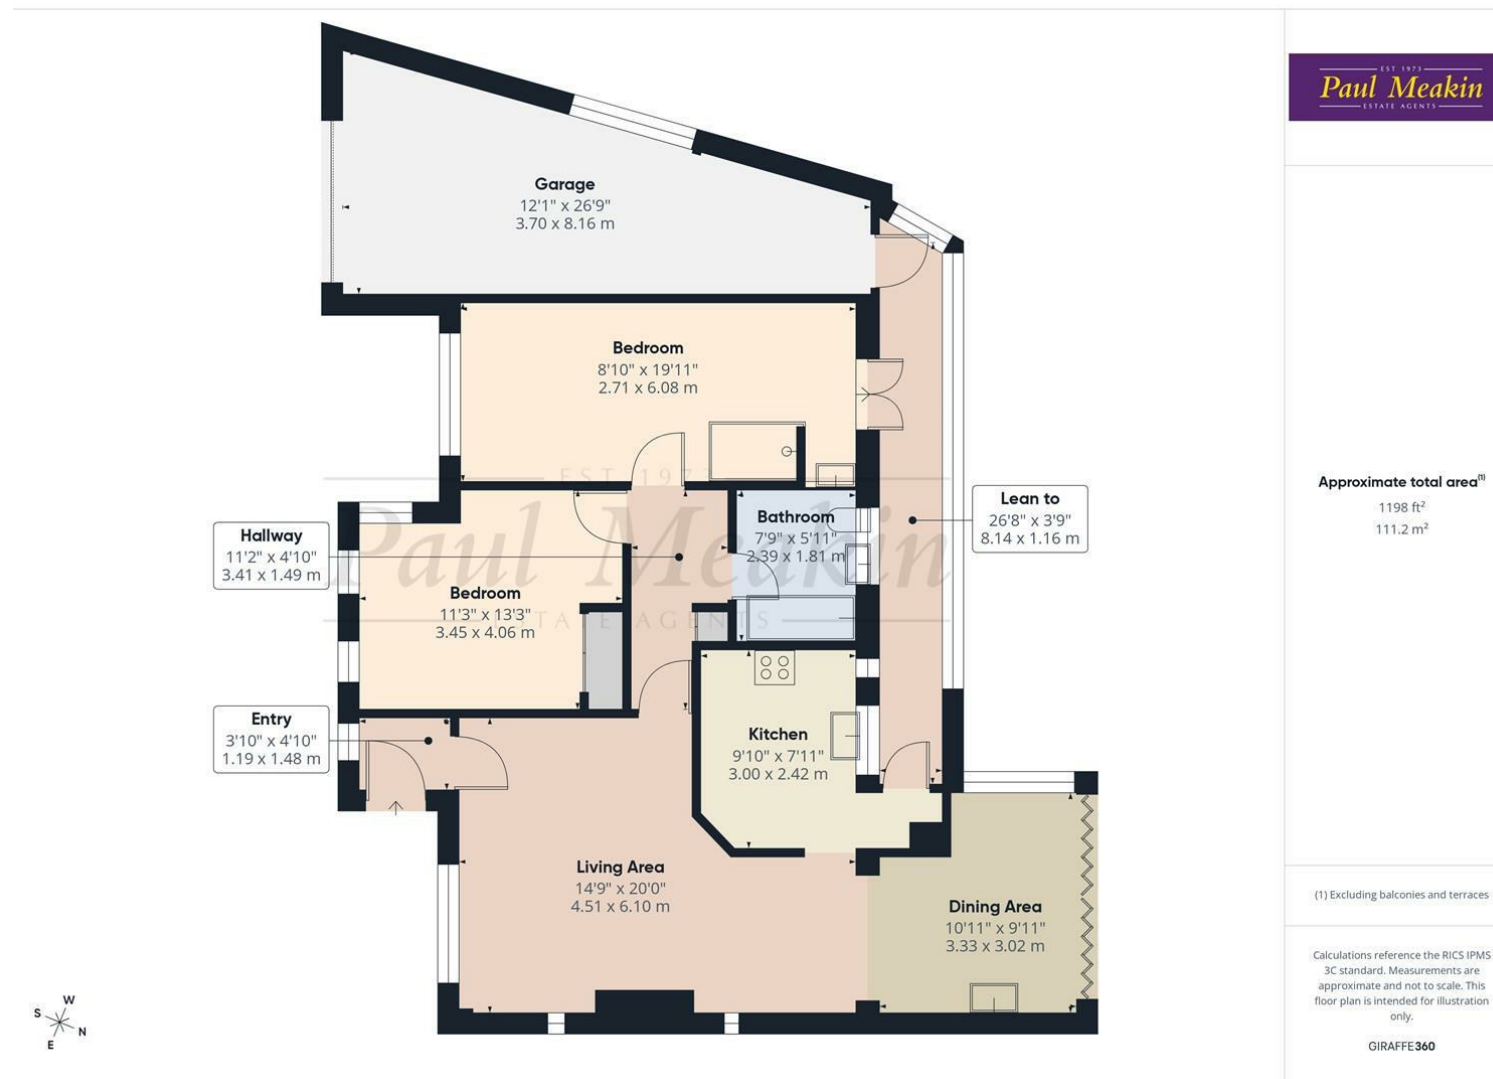 EST 1973
Paul Meakin
ESTATE AGENTS
Garage
12'1" x 26'9"
3.70 x 8.16 m
Bedroom
8'10" x 19'11"
2.71 x 6.08 m
EST 1973
Paul Meakin
ESTATE AGENTS
Hallway
11'2" x 4'10"
3.41 x 1.49 m
Bathroom
7'9" x 5'11"
2.39 x 1.81 m
Lean to
26'8" x 3'9"
8.14 x 1.16 m
Bedroom
11'3" x 13'3"
3.45 x 4.06 m
Entry
3'10" x 4'10"
1.19 x 1.48 m
Kitchen
9'10" x 7'11"
3.00 x 2.42 m
Living Area
14'9" x 20'0"
4.51 x 6.10 m
Dining Area
10'11" x 9'11"
3.33 x 3.02 m
W
S
N
E
Approximate total area(1)
1198 ft²
111.2 m²
(1) Excluding balconies and terraces
Calculations reference the RICS IPMS
3C standard. Measurements are
approximate and not to scale. This
floor plan is intended for illustration
only.
GIRAFFE360